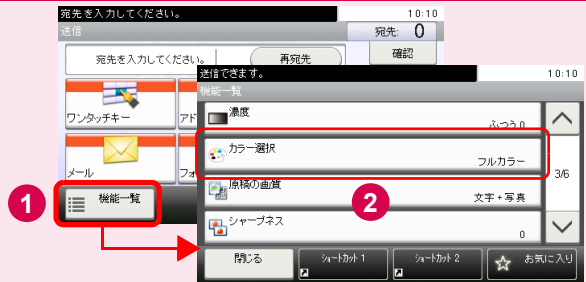 宛先を入力してください。
10:10
送信
宛先:
0
宛先を入力してください。
再宛先
確認
ワンタッチキー
アド
メール
フォ
機能一覧
1
送信できます。
10:10
機能一覧
濃度
ふつう 0
カラー選択
フルカラー
3/6
原稿の画質
文字+写真
2
シャープネス
0
閉じる
ショートカット 1
ショートカット 2
お気に入り